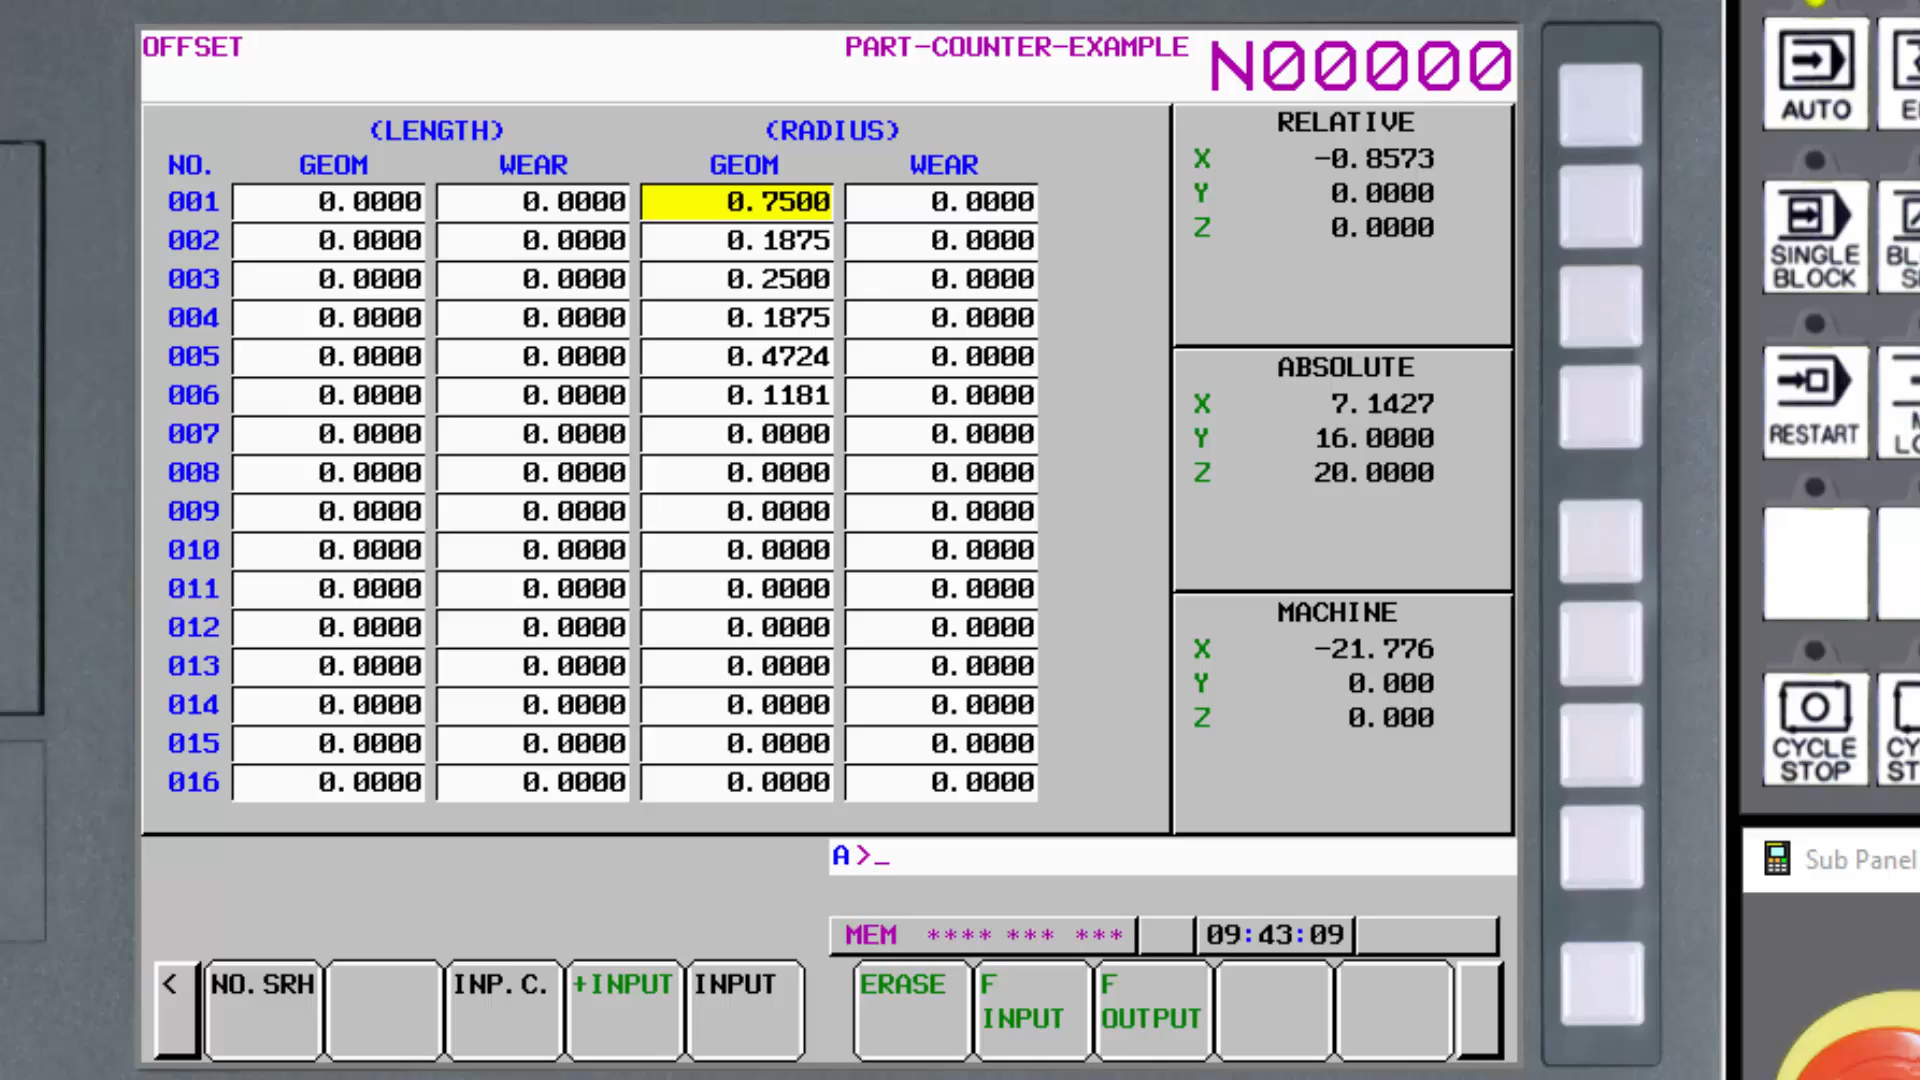 OFFSET PART-COUNTER-EXAMPLE N00000
(LENGTH) (RADIUS)
NO. GEOM WEAR GEOM WEAR
001 0.0000 0.0000 0.7500 0.0000
002 0.0000 0.0000 0.1875 0.0000
003 0.0000 0.0000 0.2500 0.0000
004 0.0000 0.0000 0.1875 0.0000
005 0.0000 0.0000 0.4724 0.0000
006 0.0000 0.0000 0.1181 0.0000
007 0.0000 0.0000 0.0000 0.0000
008 0.0000 0.0000 0.0000 0.0000
009 0.0000 0.0000 0.0000 0.0000
010 0.0000 0.0000 0.0000 0.0000
011 0.0000 0.0000 0.0000 0.0000
012 0.0000 0.0000 0.0000 0.0000
013 0.0000 0.0000 0.0000 0.0000
014 0.0000 0.0000 0.0000 0.0000
015 0.0000 0.0000 0.0000 0.0000
016 0.0000 0.0000 0.0000 0.0000
RELATIVE
X -0.8573
Y 0.0000
Z 0.0000
ABSOLUTE
X 7.1427
Y 16.0000
Z 20.0000
MACHINE
X -21.776
Y 0.000
Z 0.000
A>_
MEM **** *** *** 09:43:09
< NO.SRH INP.C. +INPUT INPUT ERASE F INPUT F OUTPUT
AUTO
SINGLE
BLOCK
RESTART
CYCLE
STOP
Sub Panel